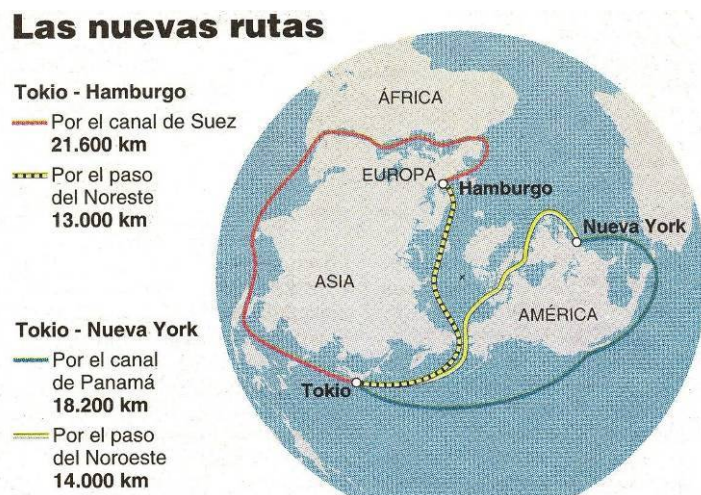 Las nuevas rutas
Tokio - Hamburgo
Por el canal de Suez
21.600 km
Por el paso
del Noreste
13.000 km
Tokio - Nueva York
Por el canal
de Panamá
18.200 km
Por el paso
del Noroeste
14.000 km
ÁFRICA
EUROPA
Hamburgo
Nueva York
ASIA
AMÉRICA
Tokio